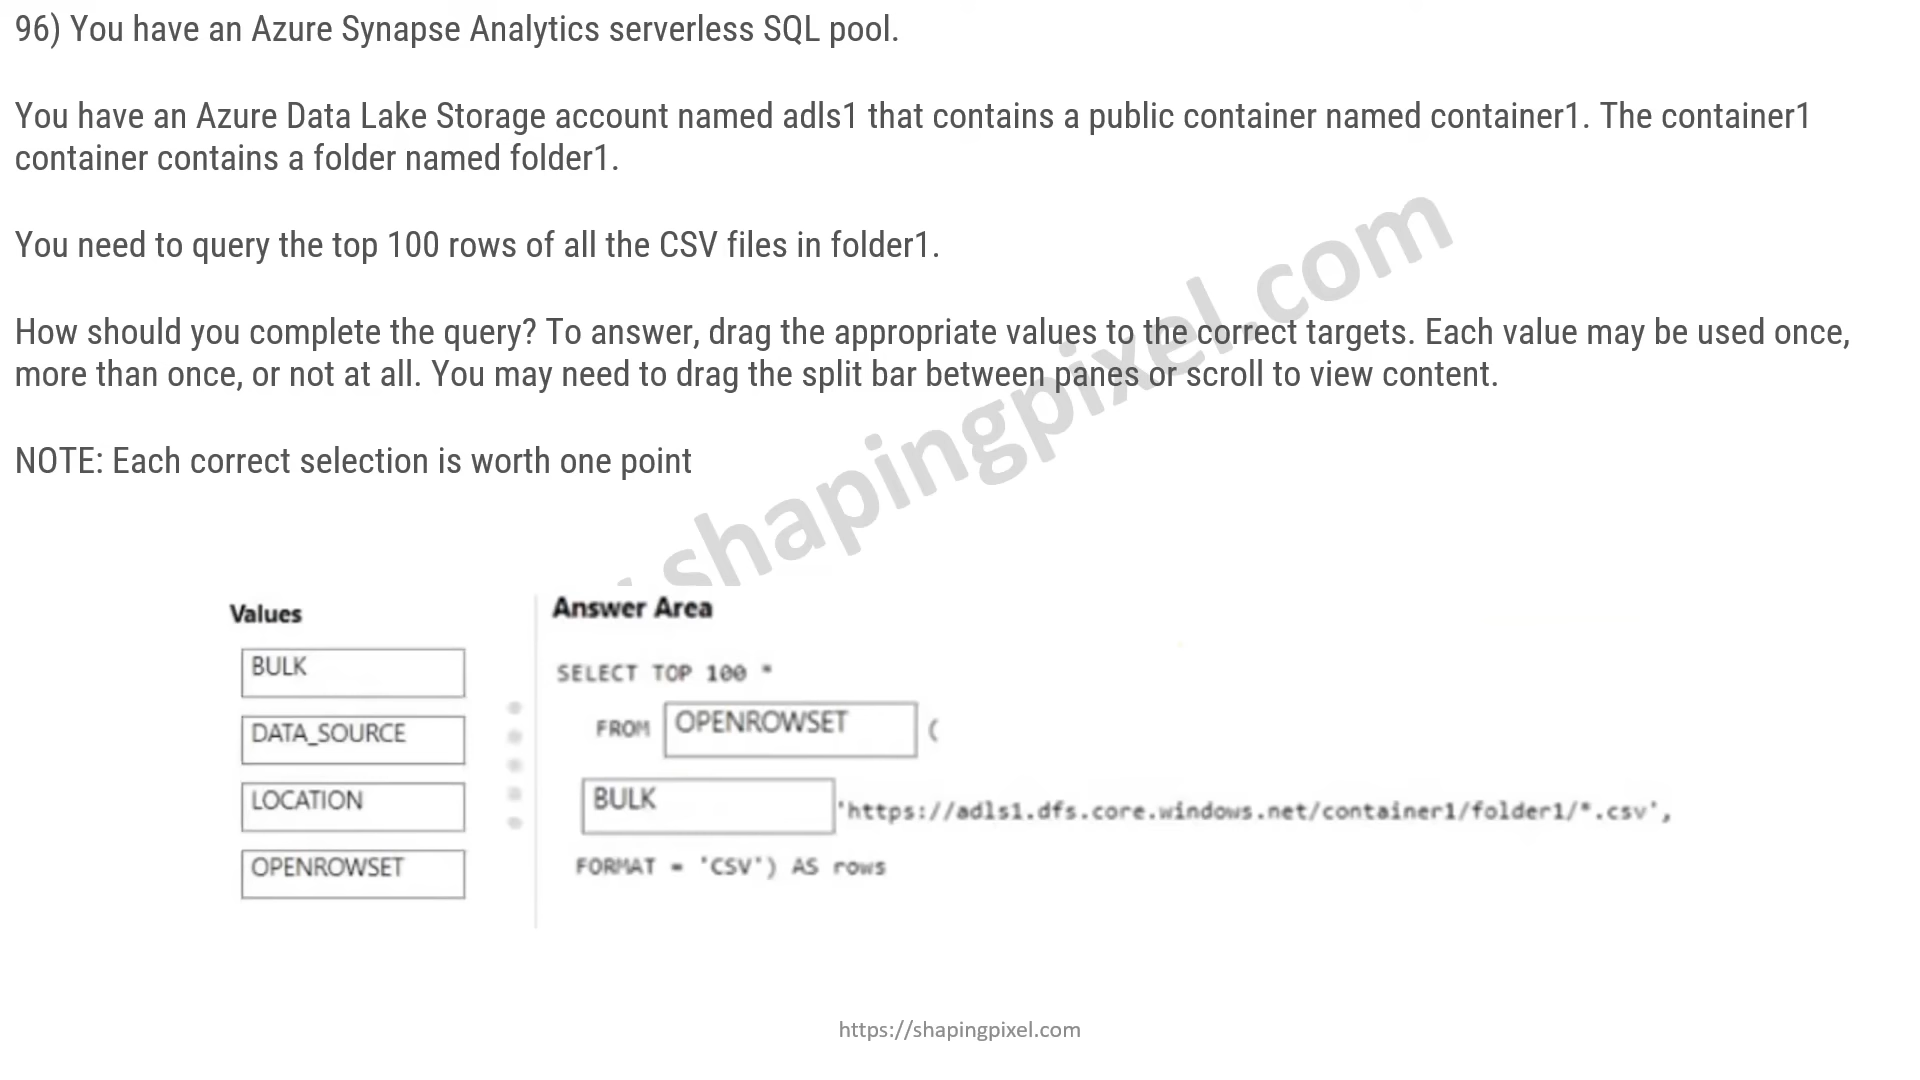 96) You have an Azure Synapse Analytics serverless SQL pool.
You have an Azure Data Lake Storage account named adls1 that contains a public container named container1. The container1
container contains a folder named folder1.
You need to query the top 100 rows of all the CSV files in folder1.
How should you complete the query? To answer, drag the appropriate values to the correct targets. Each value may be used once,
more than once, or not at all. You may need to drag the split bar between panes or scroll to view content.
NOTE: Each correct selection is worth one point
shapingpixel.com
Values
BULK
DATA_SOURCE
LOCATION
OPENROWSET
Answer Area
SELECT TOP 100 *
FROM OPENROWSET (
BULK 'https://adls1.dfs.core.windows.net/container1/folder1/*.csv',
FORMAT = 'CSV') AS rows
https://shapingpixel.com